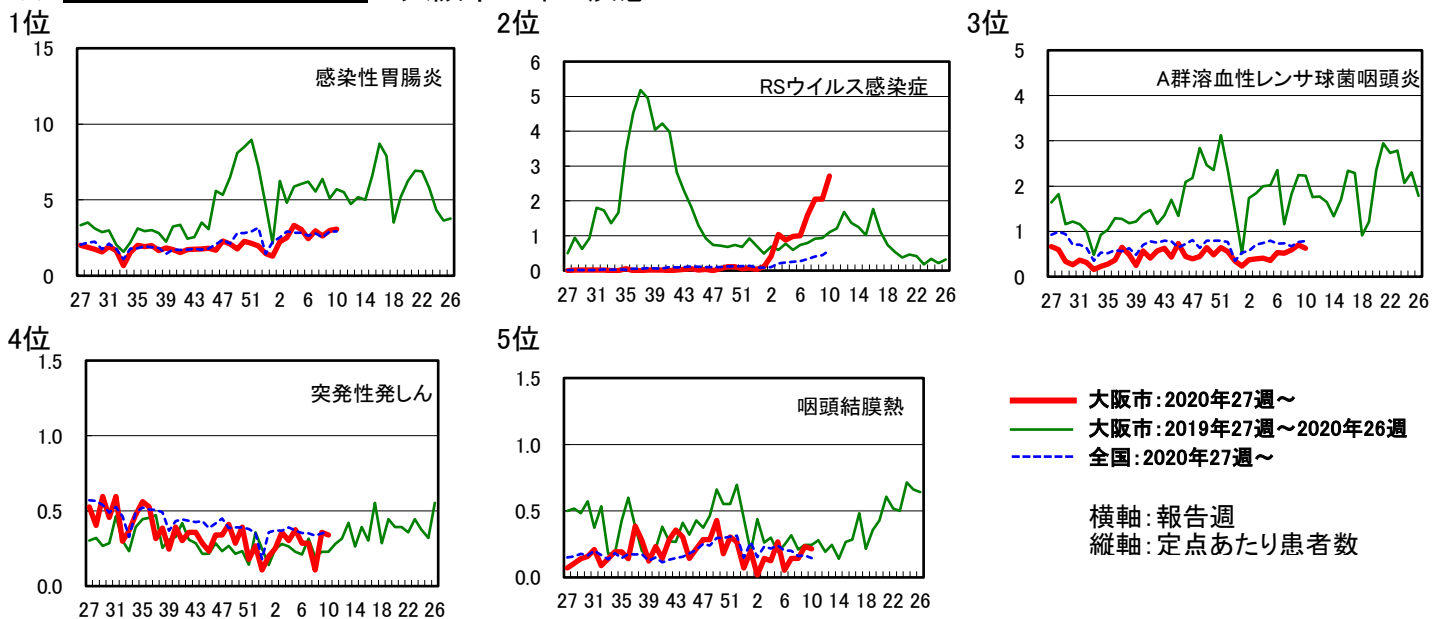 1位
2位
3位
15
10
5
0
感染性胃腸炎
27 31 35 39 43 47 51 2 6 10 14 18 22 26
6
5
4
3
2
1
0
RSウイルス感染症
27 31 35 39 43 47 51 2 6 10 14 18 22 26
5
4
3
2
1
0
A群溶血性レンサ球菌咽頭炎
27 31 35 39 43 47 51 2 6 10 14 18 22 26
4位
5位
1.5
1.0
0.5
0.0
突発性発しん
27 31 35 39 43 47 51 2 6 10 14 18 22 26
1.5
1.0
0.5
0.0
咽頭結膜熱
27 31 35 39 43 47 51 2 6 10 14 18 22 26
大阪市:2020年27週～
大阪市:2019年27週～2020年26週
全国:2020年27週～
横軸:報告週
縦軸:定点あたり患者数